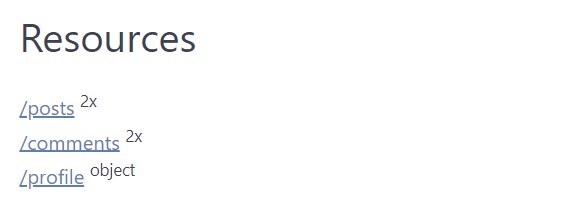 Resources
/posts 2x
/comments 2x
/profile object